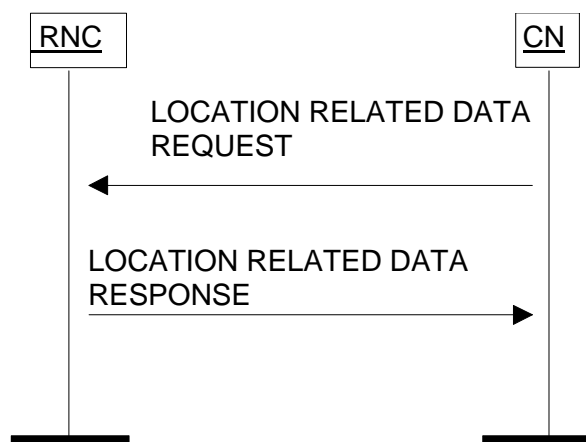 RNC
CN
LOCATION RELATED DATA
REQUEST
LOCATION RELATED DATA
RESPONSE